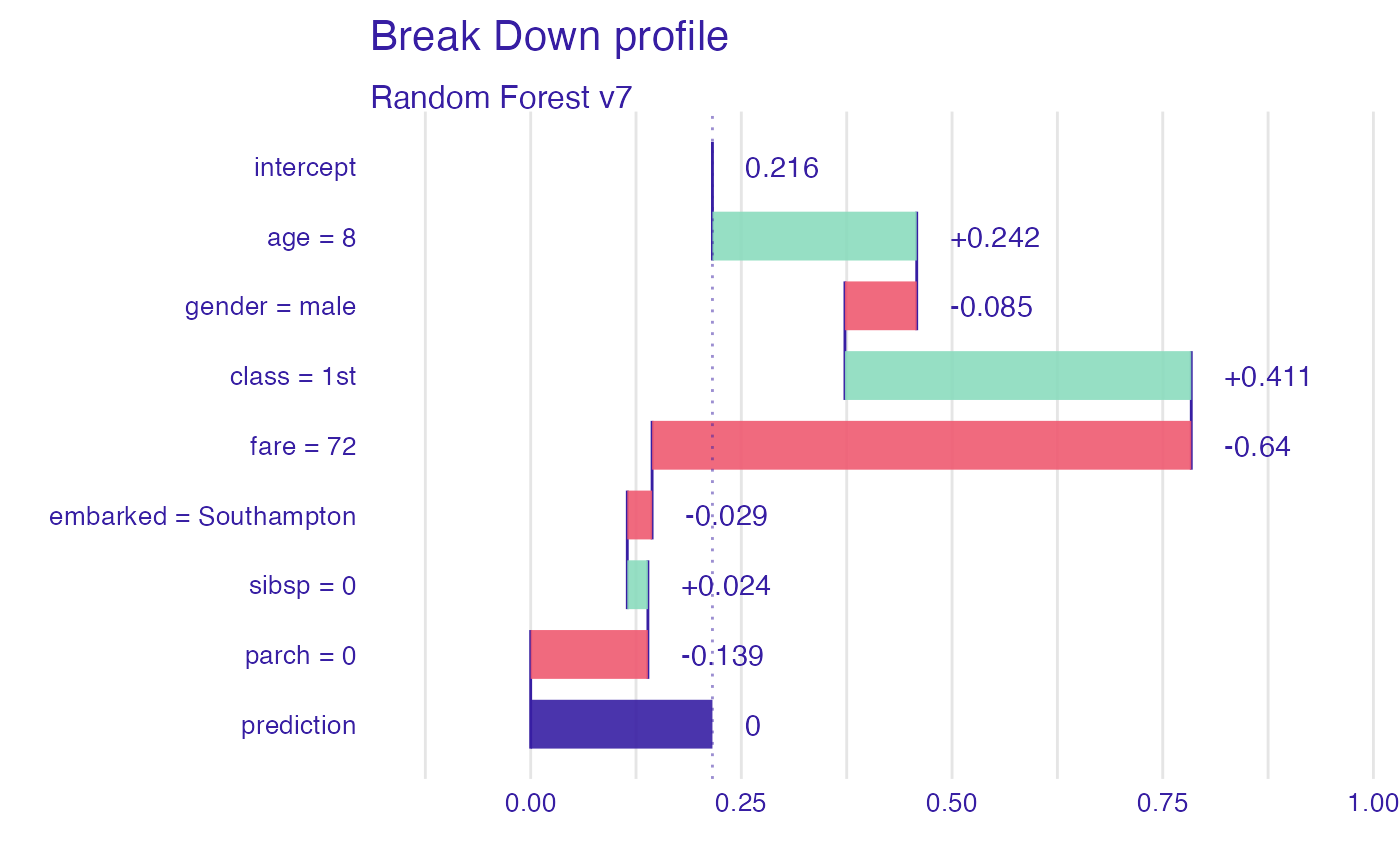 Break Down profile
Random Forest v7
intercept 0.216
age = 8 +0.242
gender = male -0.085
class = 1st +0.411
fare = 72 -0.64
embarked = Southampton -0.029
sibsp = 0 +0.024
parch = 0 -0.139
prediction 0
0.00 0.25 0.50 0.75 1.00